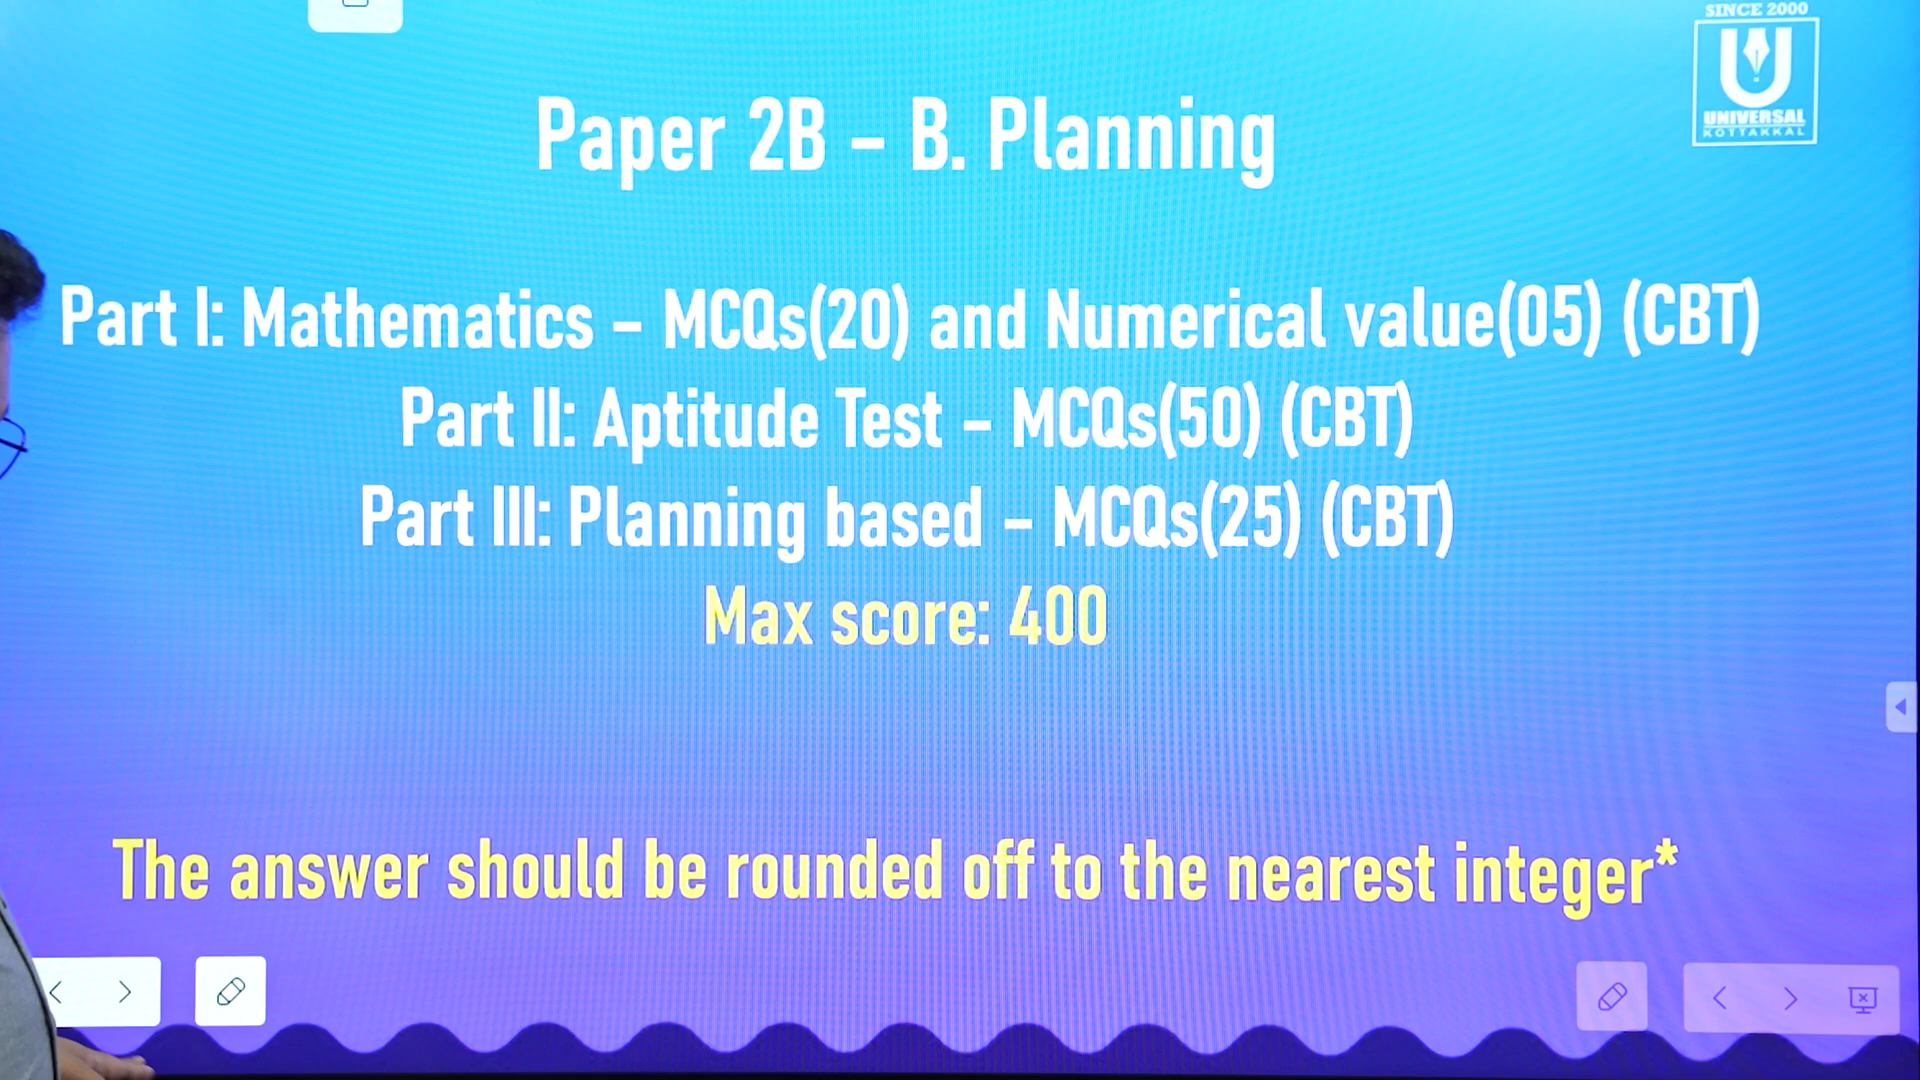 SINCE 2000
UNIVERSAL
KOTTAKKAL
Paper 2B – B. Planning
Part I: Mathematics – MCQs(20) and Numerical value(05) (CBT)
Part II: Aptitude Test – MCQs(50) (CBT)
Part III: Planning based – MCQs(25) (CBT)
Max score: 400
The answer should be rounded off to the nearest integer*